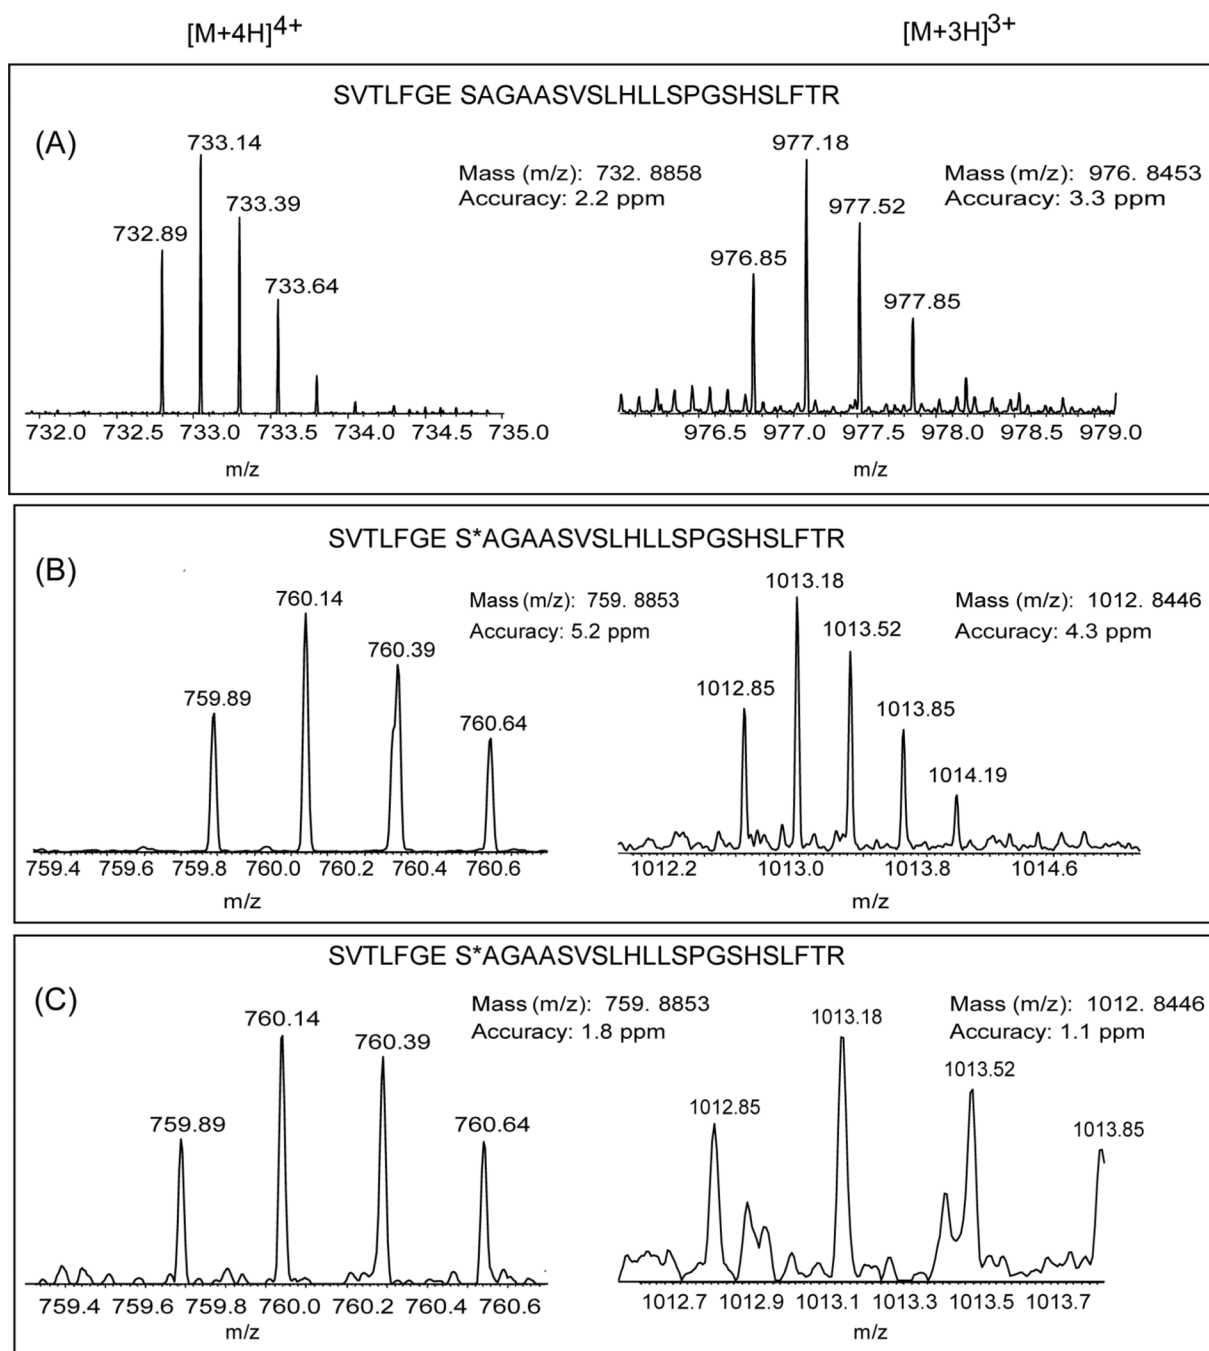 [M+4H]4+
[M+3H]3+
SVTLFGE SAGAASVSLHLLSPGSHSLFTR
(A)
733.14
733.39
732.89
733.64
Mass (m/z): 732. 8858
Accuracy: 2.2 ppm
732.0 732.5 733.0 733.5 734.0 734.5 735.0
m/z
977.18
977.52
976.85
977.85
Mass (m/z): 976. 8453
Accuracy: 3.3 ppm
976.5 977.0 977.5 978.0 978.5 979.0
m/z
SVTLFGE S*AGAASVSLHLLSPGSHSLFTR
(B)
760.14
760.39
759.89
760.64
Mass (m/z): 759. 8853
Accuracy: 5.2 ppm
759.4 759.6 759.8 760.0 760.2 760.4 760.6
m/z
1013.18
1013.52
1012.85
1013.85
1014.19
Mass (m/z): 1012. 8446
Accuracy: 4.3 ppm
1012.2 1013.0 1013.8 1014.6
m/z
SVTLFGE S*AGAASVSLHLLSPGSHSLFTR
(C)
760.14
760.39
759.89
760.64
Mass (m/z): 759. 8853
Accuracy: 1.8 ppm
759.4 759.6 759.8 760.0 760.2 760.4 760.6
m/z
1013.18
1013.52
1012.85
1013.85
Mass (m/z): 1012. 8446
Accuracy: 1.1 ppm
1012.7 1012.9 1013.1 1013.3 1013.5 1013.7
m/z